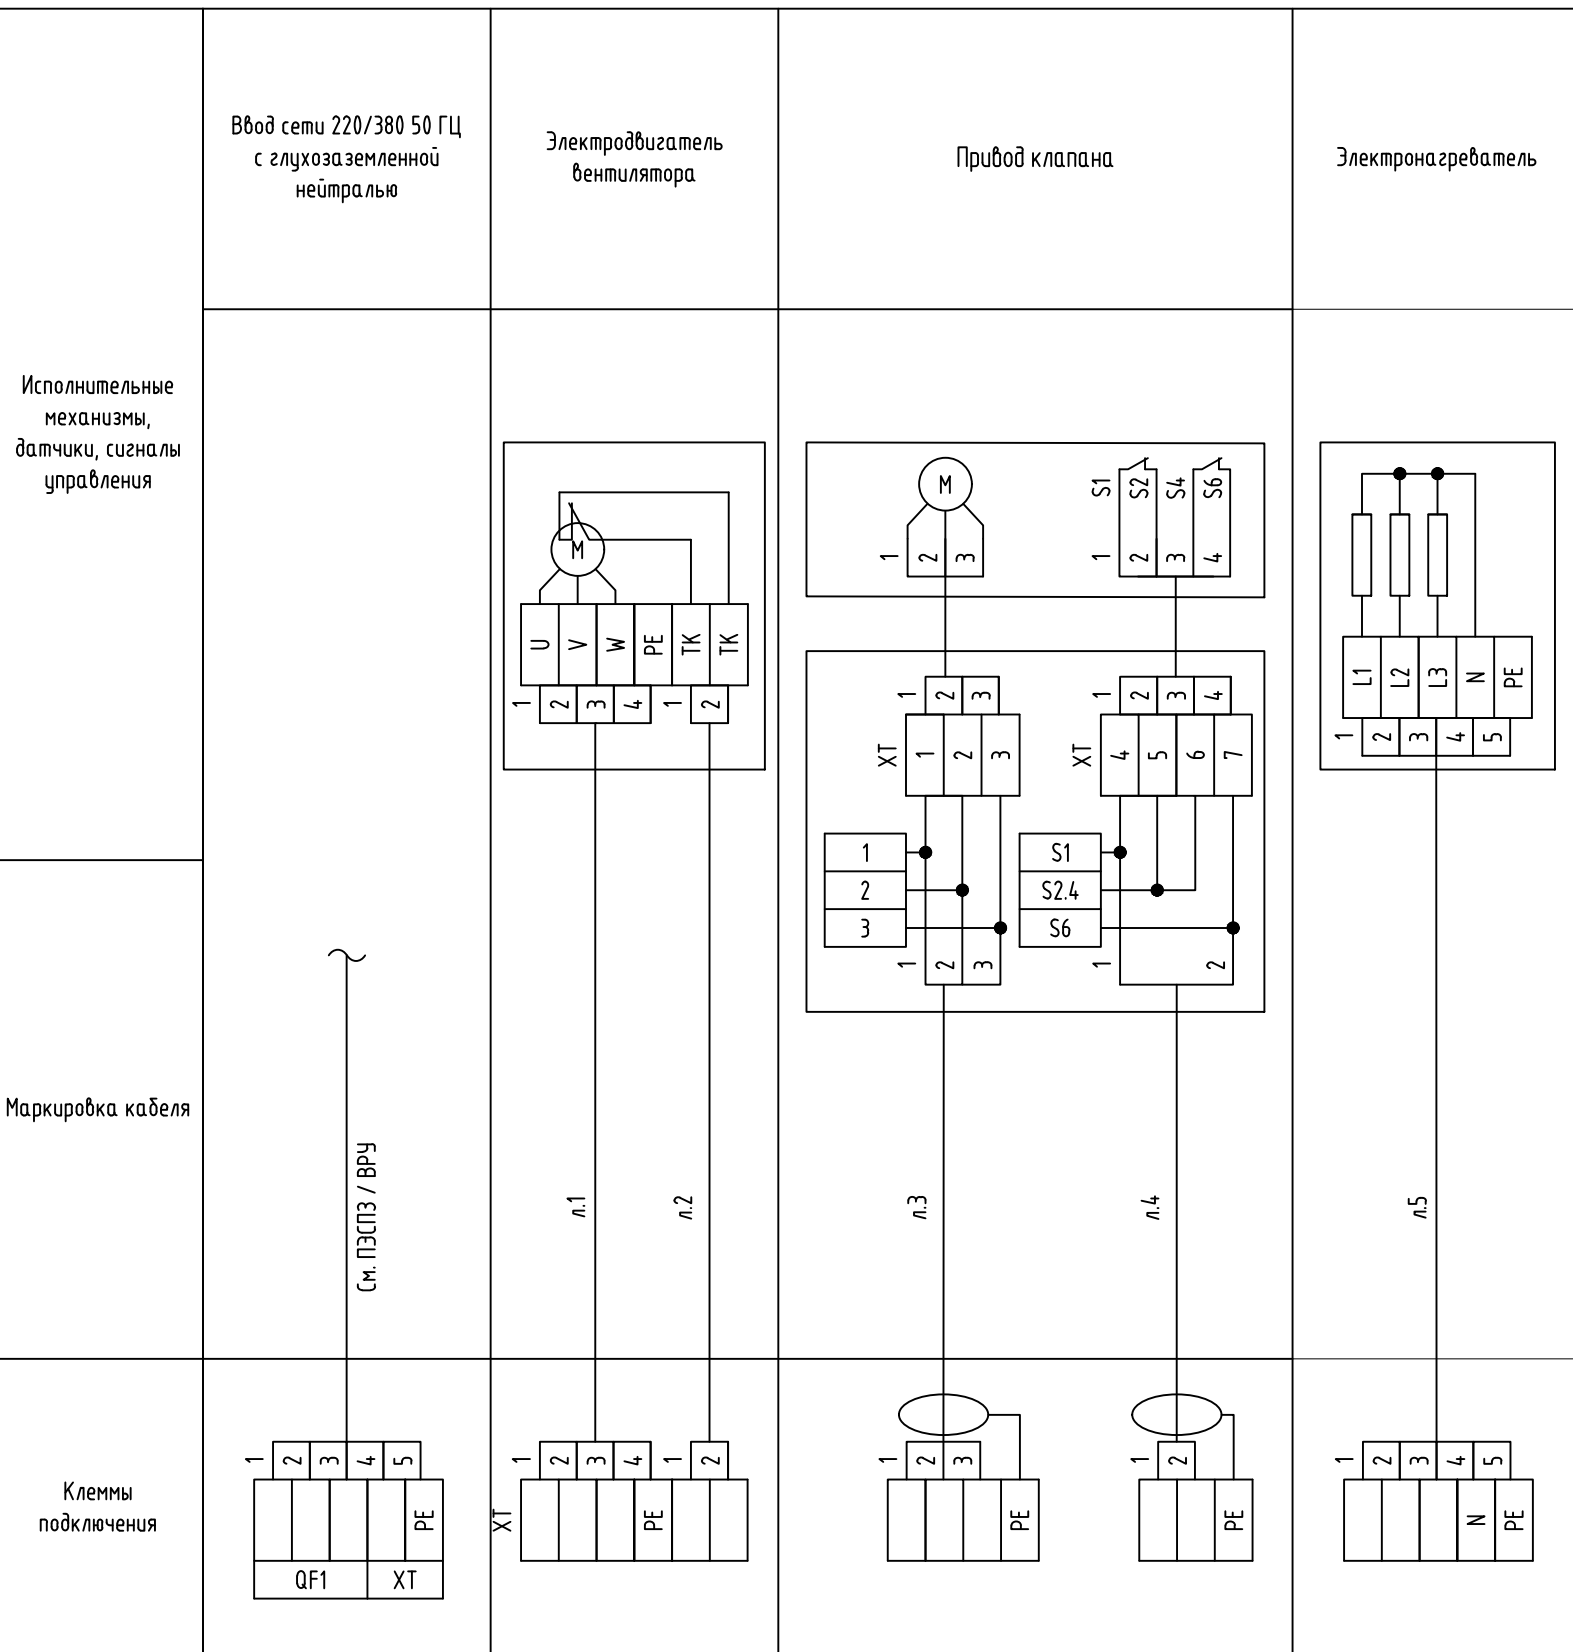 Ввод сети 220/380 50 ГЦ
с глухозаземленной
нейтралью
Электродвигатель
вентилятора
Привод клапана
Электронагреватель
Исполнительные
механизмы,
датчики, сигналы
управления
M
U V W PE TK TK
1 2 3 4 1 2
M
1 2 3
S1 S2 S4 S6
1 2 3 4
1 2 3
XT 1 2 3
1
2
3
1 2 3
1 2 3 4
XT 4 5 6 7
S1
S2.4
S6
1 2
L1 L2 L3 N PE
1 2 3 4 5
Маркировка кабеля
См. ПЭСПЗ / ВРУ
л.1
л.2
л.3
л.4
л.5
Клеммы
подключения
1 2 3 4 5
PE
QF1 XT
1 2 3 4 1 2
XT PE
1 2 3
PE
1 2
PE
1 2 3 4 5
N PE